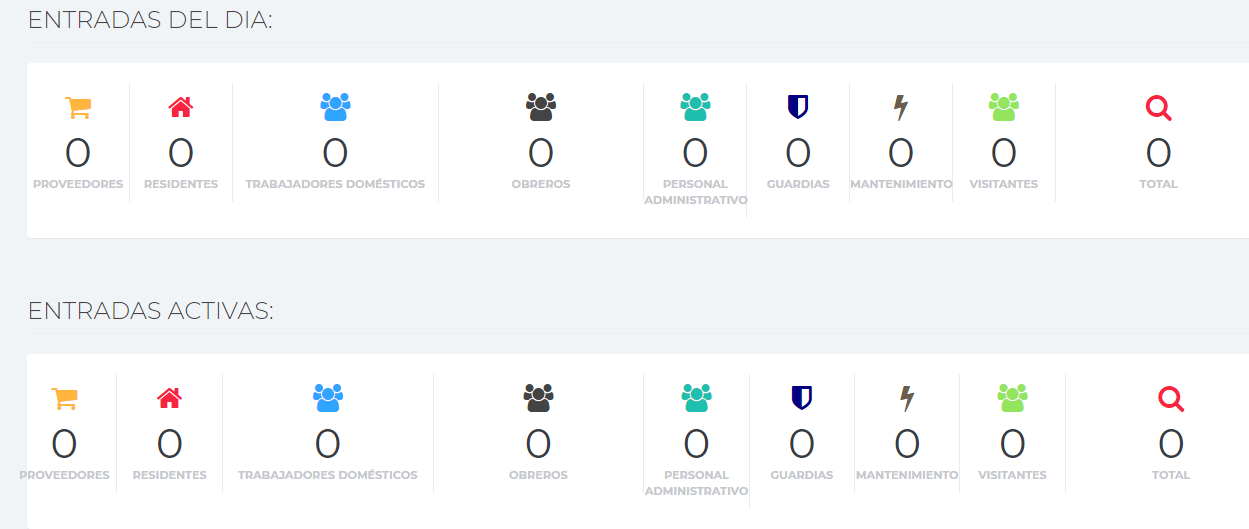 ENTRADAS DEL DIA:
0 0 0 0 0 0 0 0 0
PROVEEDORES RESIDENTES TRABAJADORES DOMÉSTICOS OBREROS PERSONAL GUARDIAS MANTENIMIENTO VISITANTES TOTAL
ADMINISTRATIVO
ENTRADAS ACTIVAS:
0 0 0 0 0 0 0 0 0
PROVEEDORES RESIDENTES TRABAJADORES DOMÉSTICOS OBREROS PERSONAL GUARDIAS MANTENIMIENTO VISITANTES TOTAL
ADMINISTRATIVO